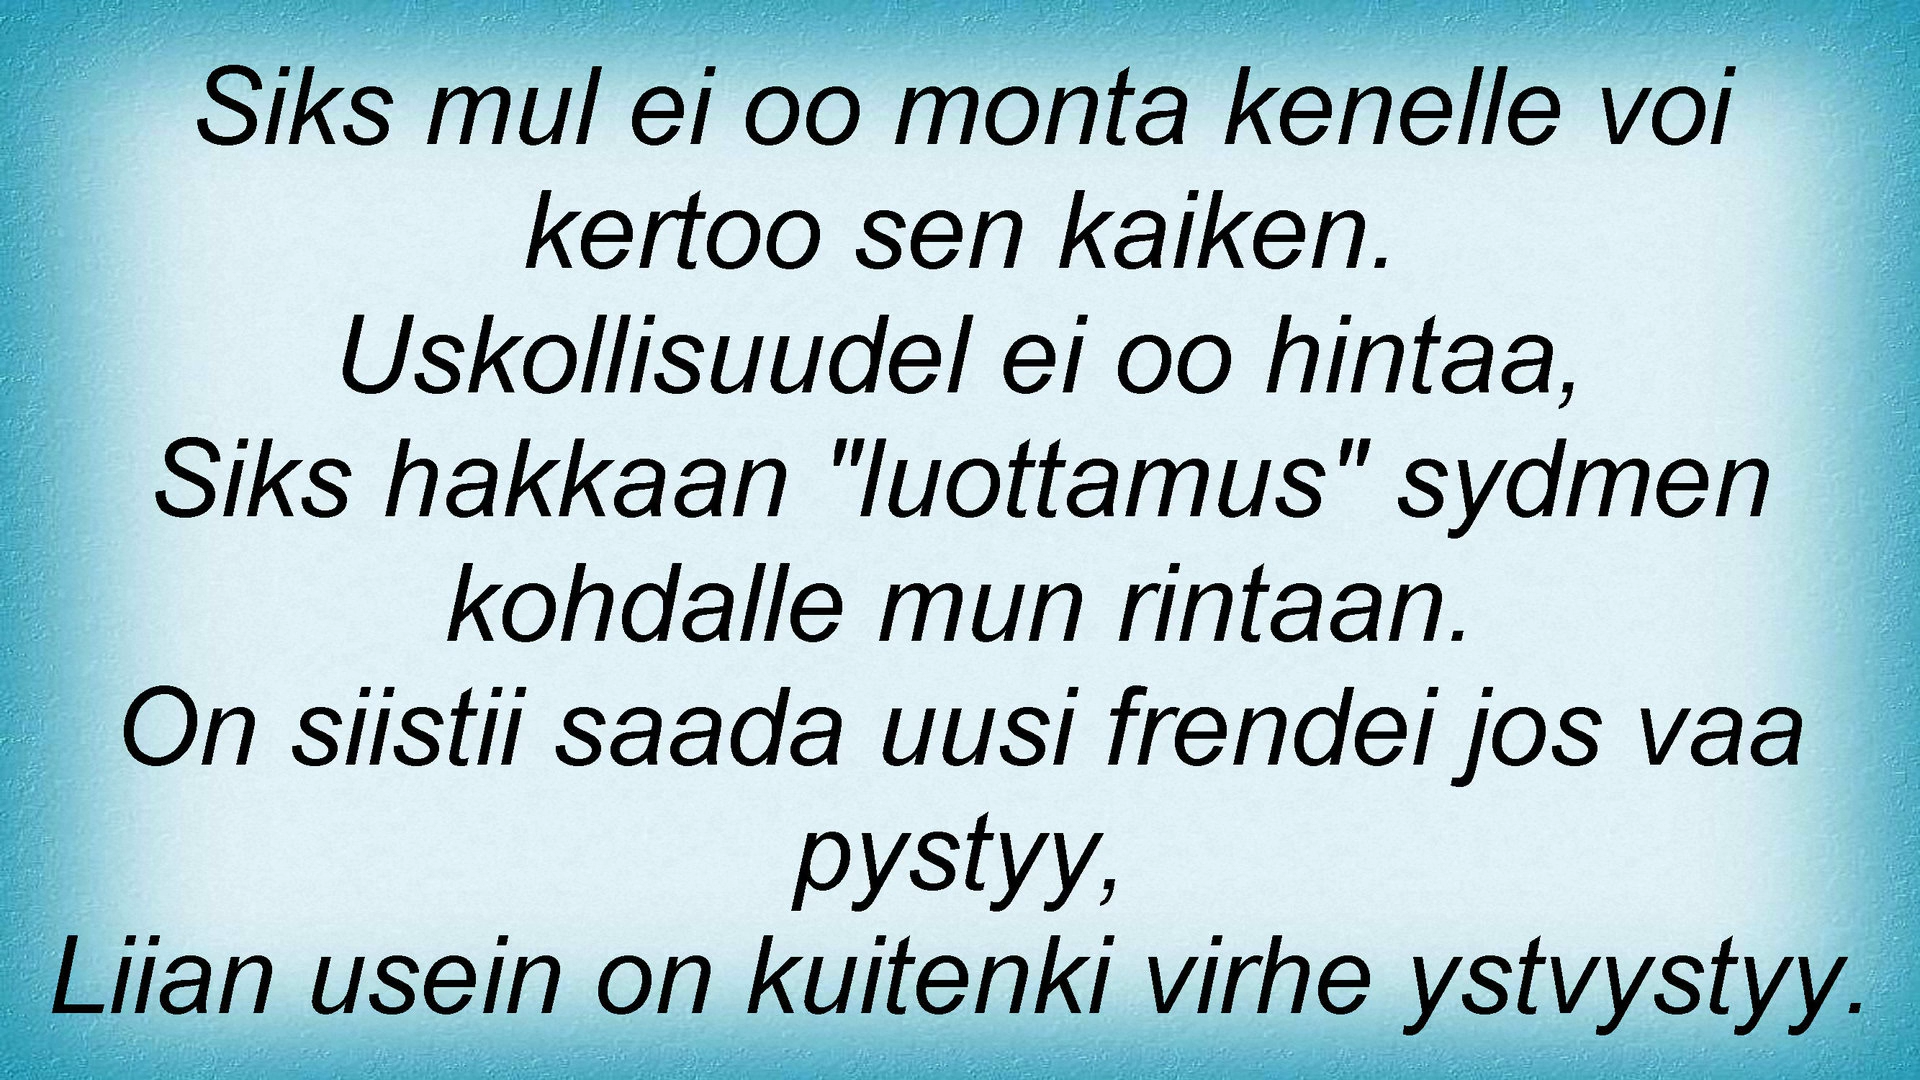 Siks mul ei oo monta kenelle voi
kertoo sen kaiken.
Uskollisuudel ei oo hintaa,
Siks hakkaan "luottamus" sydmen
kohdalle mun rintaan.
On siistii saada uusi frendei jos vaa
pystyy,
Liian usein on kuitenki virhe ystvystyy.